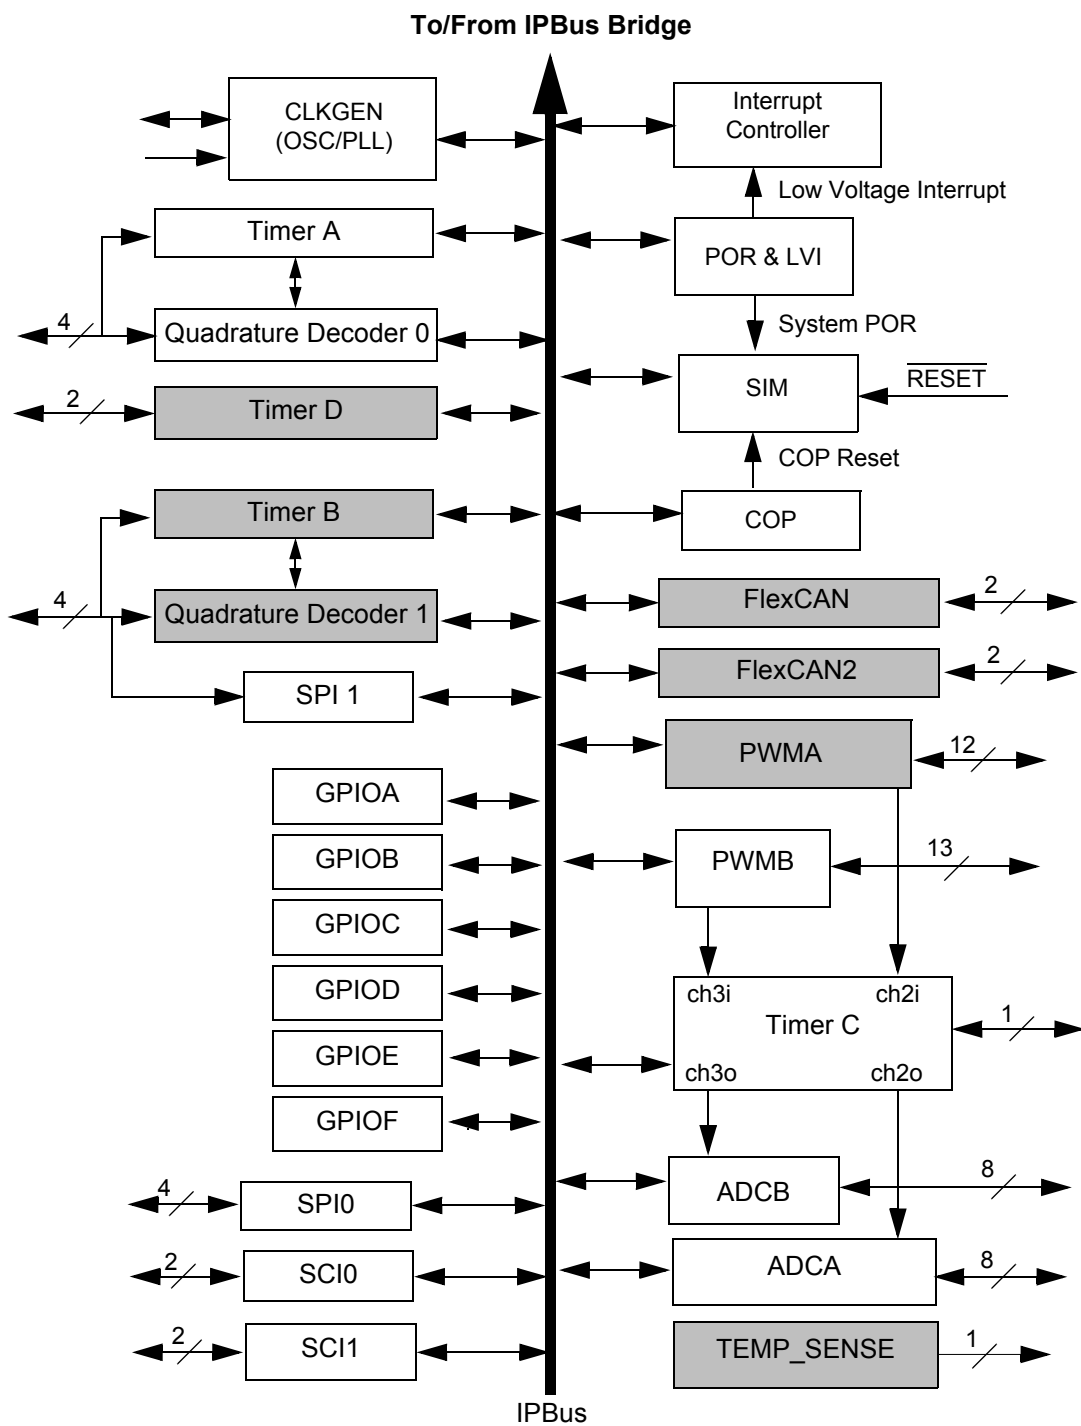 To/From IPBus Bridge
CLKGEN
(OSC/PLL)
Timer A
4
Quadrature Decoder 0
2
Timer D
Timer B
4
Quadrature Decoder 1
SPI 1
GPIOA
GPIOB
GPIOC
GPIOD
GPIOE
GPIOF
4
SPI0
2
SCI0
2
SCI1
Interrupt
Controller
Low Voltage Interrupt
POR & LVI
System POR
SIM
RESET
COP Reset
COP
FlexCAN
2
FlexCAN2
2
PWMA
12
PWMB
13
ch3i
ch2i
Timer C
1
ch3o
ch2o
ADCB
8
ADCA
8
TEMP_SENSE
1
IPBus